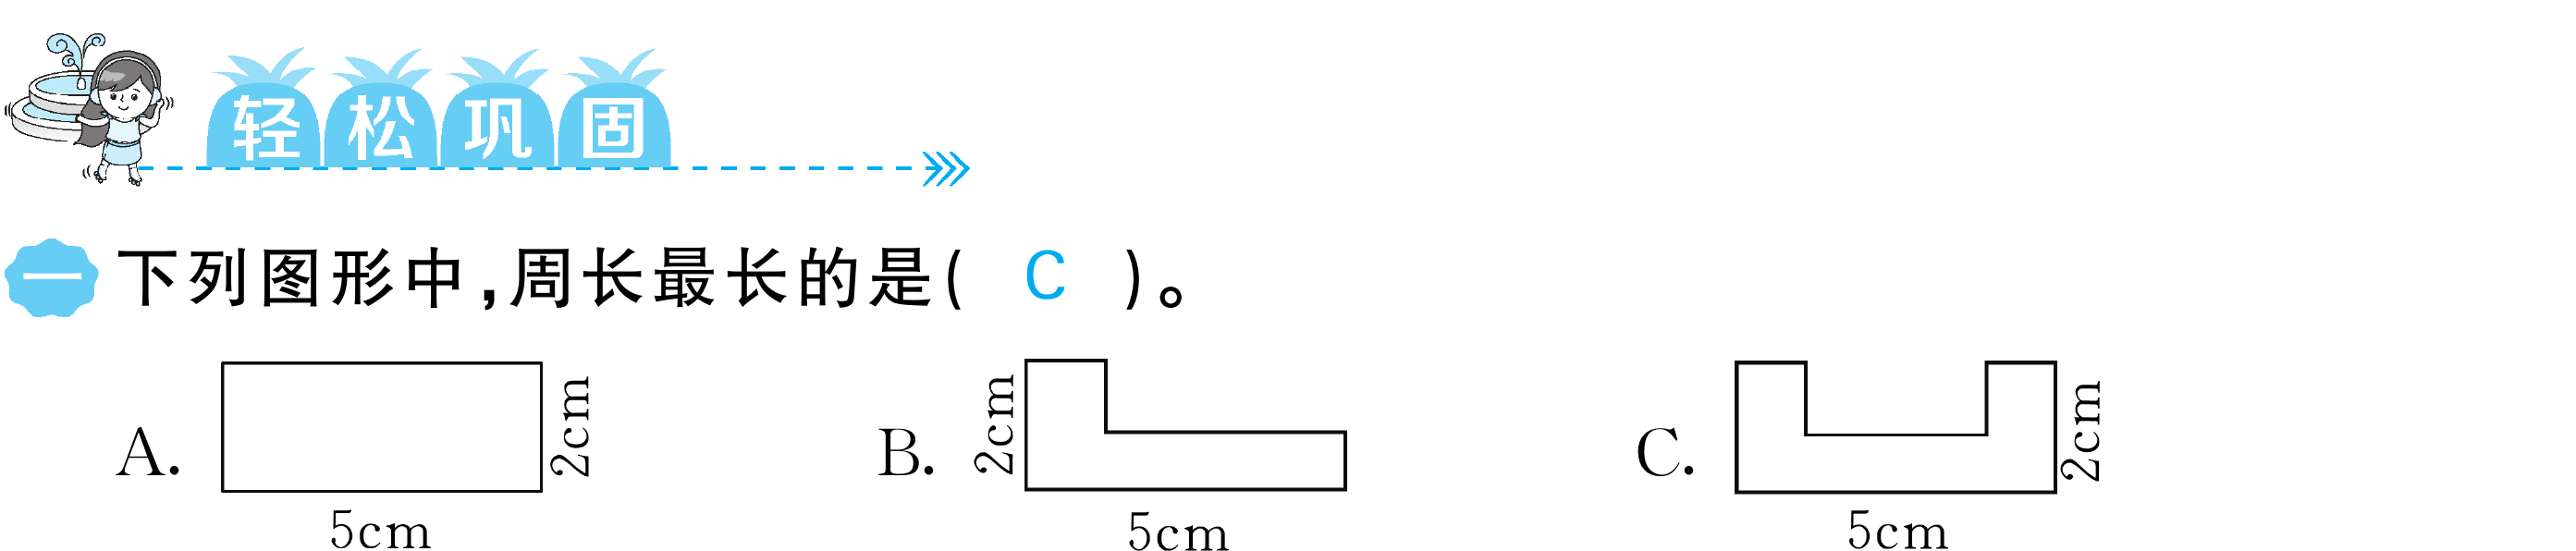 轻松巩固
一 下列图形中,周长最长的是( C )。
A. 2cm B. 2cm C. 2cm
5cm 5cm 5cm